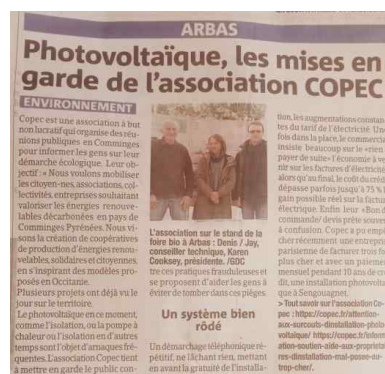 ARBAS
Photovoltaïque, les mises en
garde de l'association COPEC
ENVIRONNEMENT
Copec est une association à but
non lucratif qui organise des réu-
nions publiques en Comminges
pour informer les gens sur leur
démarche écologique. Leur ob-
jectif : « Nous voulons mobiliser
les citoyen-nes, associations, col-
lectivités, entreprises souhaitant
valoriser les énergies renouve-
lables décarbonées en pays de
Comminges Pyrénées. Nous vi-
sons la création de coopératives
de production d'énergies renou-
velables, solidaires et citoyennes,
en s'inspirant des modèles pro-
posés en Occitanie.
Plusieurs projets ont déjà vu le
jour sur le territoire.
Le photovoltaïque en ce moment,
comme l'isolation, ou la pompe à
chaleur ou l'isolation en d'autres
temps sont l'objet d'arnaques fré-
quentes. L'association Copec tient
à mettre en garde le public con-
L'association sur le stand de la
foire bio à Arbas : Denis / Jay,
conseiller technique, Karen
Cooksey, présidente. /GDC
tre ces pratiques frauduleuses et
se proposent d'aider les gens à
éviter de tomber dans ces pièges.
Un système bien
rôdé
Un démarchage téléphonique ré-
pétitif, ne lâchant rien, mettant
en avant la gratuité de l'installa-
tion, les augmentations constan-
tes du tarif de l'électricité. Une
fois dans la place, le commercial
insiste beaucoup sur le «rien
payer de suite» l'économie à ve-
nir sur les factures d'électricité
alors qu'au final, le coût du crédit
dépasse parfois jusqu'à 75 %
gain possible réel sur la facture
électrique. Enfin leur «Bon
commande/ devis prête souvent
à confusion. Copec a pu empê-
cher récemment une entreprise
parisienne de facturer trois fois
plus cher et avec un paiement
mensuel pendant 10 ans de cré-
dit, une installation photovoltaï-
que à Sengouagnet.
> Tout savoir sur l'association Co-
pec : https://copec.fr/attention-
aux-surcouts-dinstallation-photo
voltaique/ https://copec.fr/inform
ation-soutien-aide-aux-proprieta
res-dinstallation-mal-posee-ou-
trop-cher/.